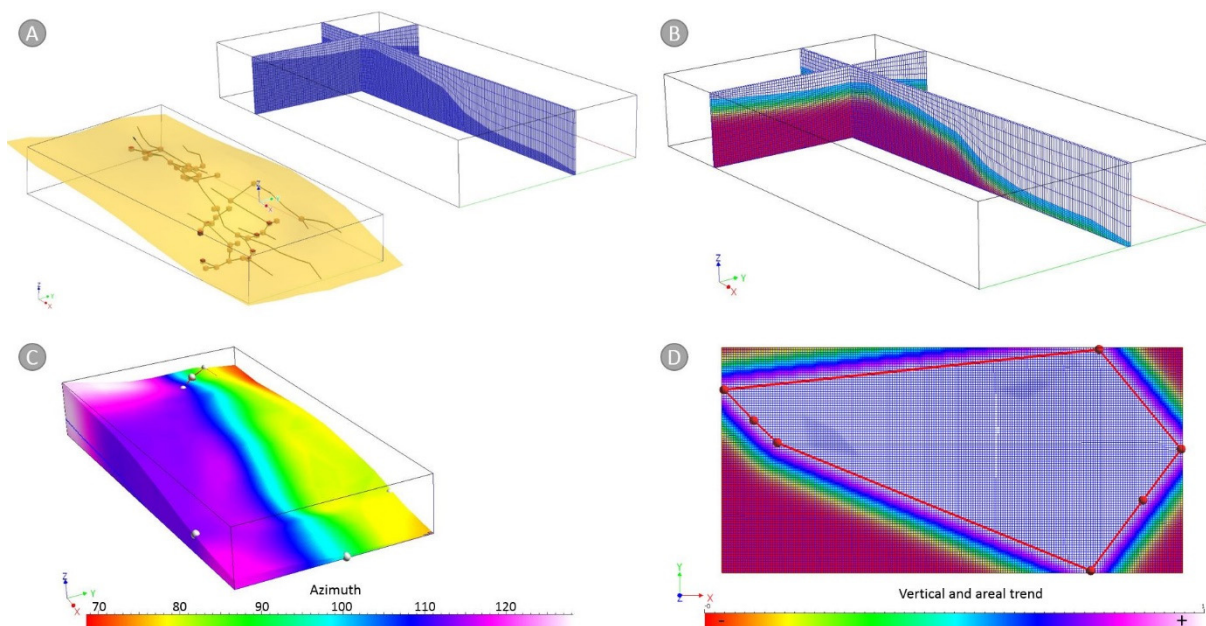 A
B
Z
Y
X
Z
Y
X
Z
Y
X
C
D
Z
Y
X
Azimuth
70 80 90 100 110 120
Y
Z X
Vertical and areal trend
- +